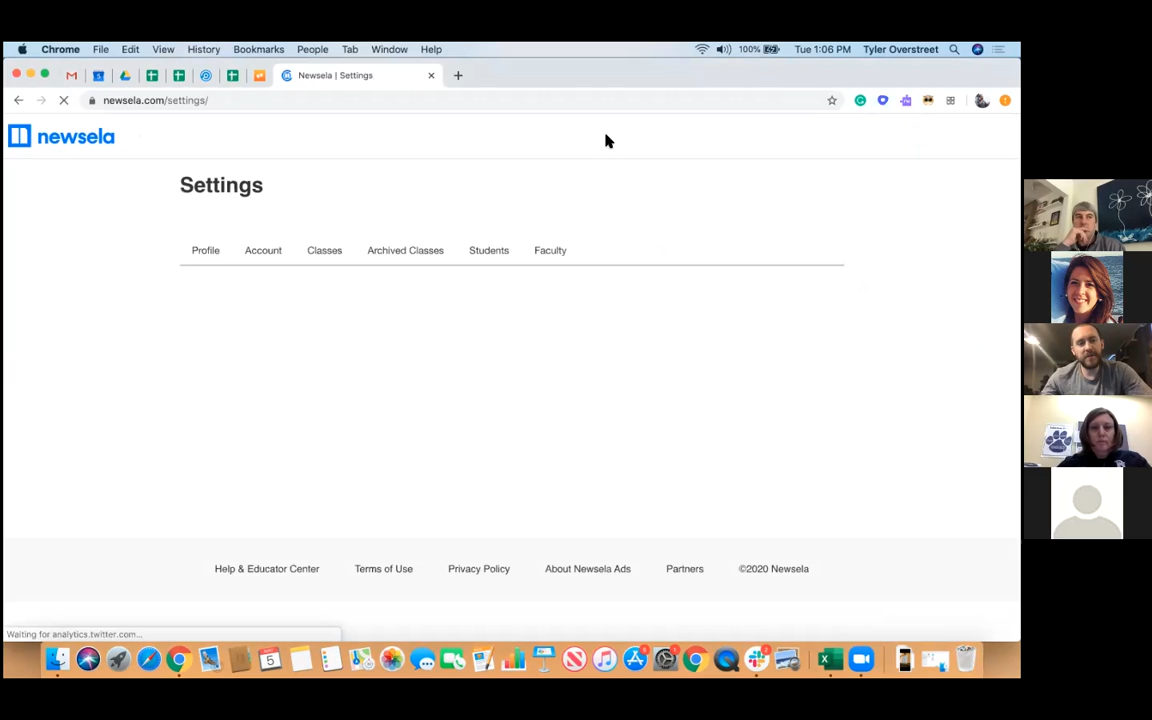 Chrome File Edit View History Bookmarks People Tab Window Help 100% Tue 1:06 PM Tyler Overstreet
Newsela | Settings
newsela.com/settings/
newsela
Settings
Profile Account Classes Archived Classes Students Faculty
Help & Educator Center Terms of Use Privacy Policy About Newsela Ads Partners ©2020 Newsela
Waiting for analytics.twitter.com...
5